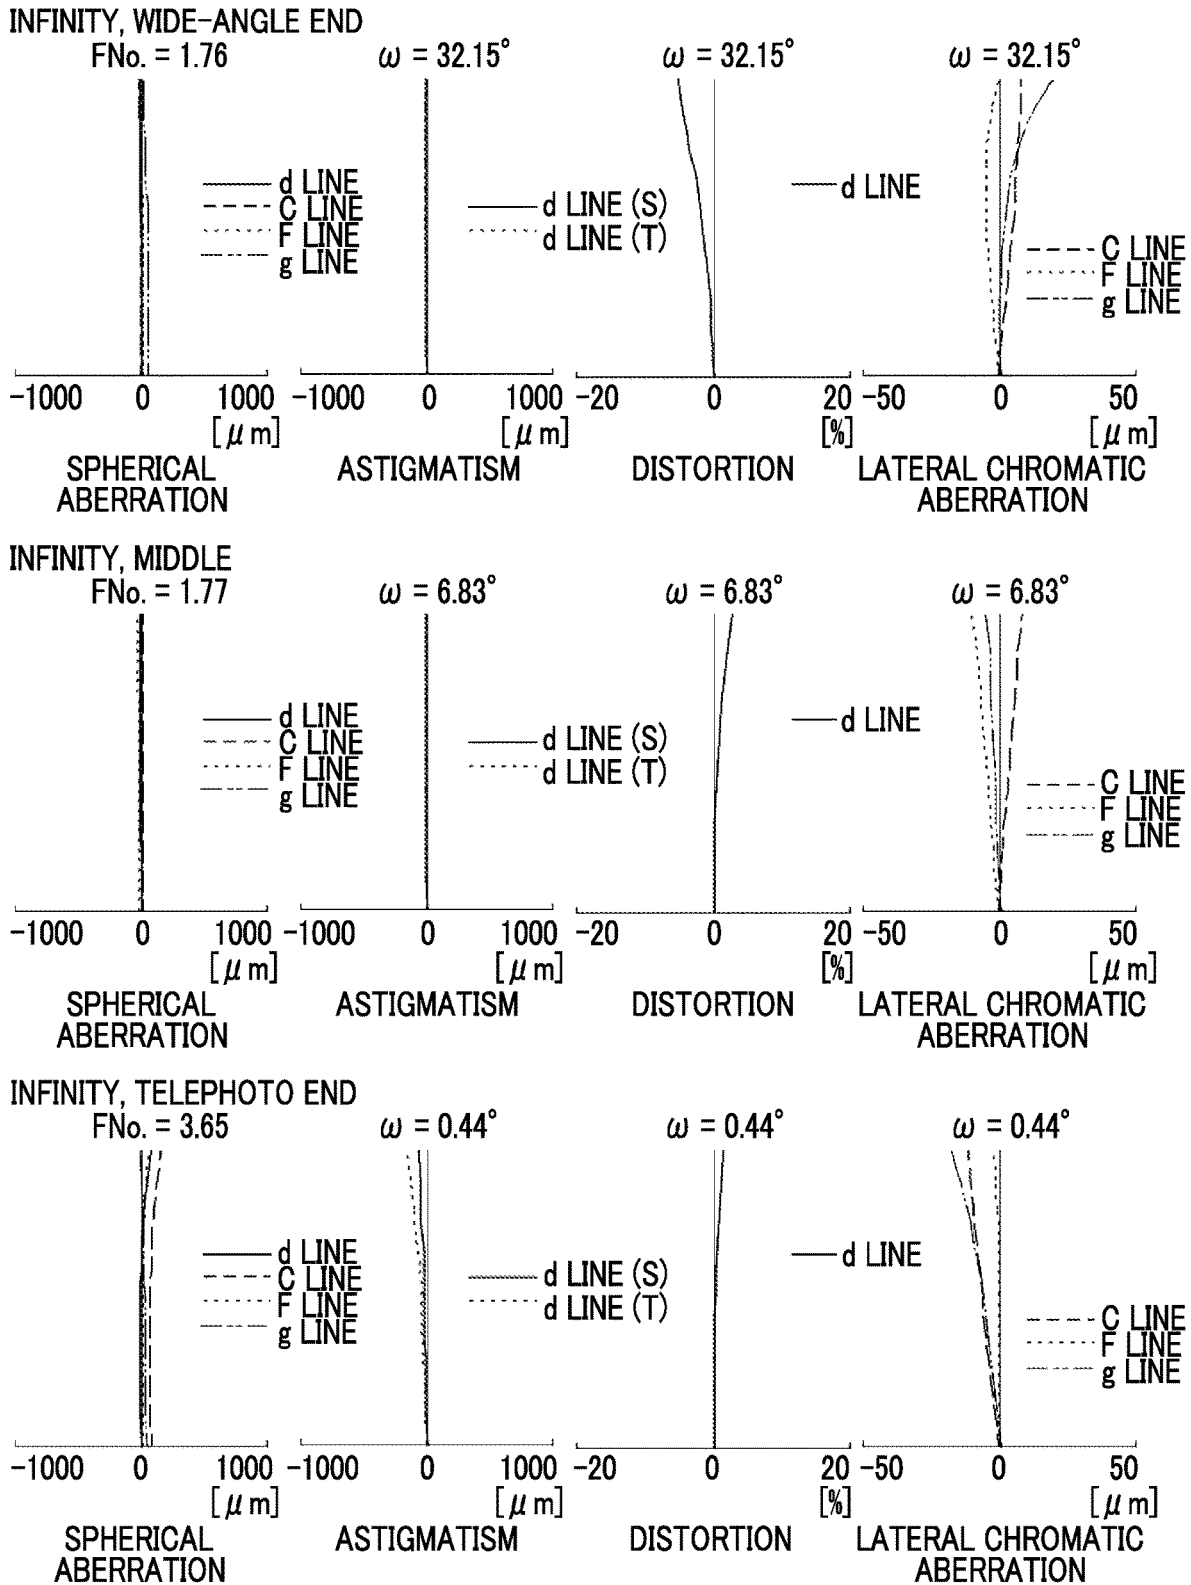 INFINITY, WIDE-ANGLE END
FNo. = 1.76
ω = 32.15°
ω = 32.15°
ω = 32.15°
d LINE
C LINE
F LINE
g LINE
d LINE (S)
d LINE (T)
d LINE
C LINE
F LINE
g LINE
-1000 0 1000
[μm]
-1000 0 1000
[μm]
-20 0 20
[%]
-50 0 50
[μm]
SPHERICAL
ABERRATION
ASTIGMATISM
DISTORTION
LATERAL CHROMATIC
ABERRATION
INFINITY, MIDDLE
FNo. = 1.77
ω = 6.83°
ω = 6.83°
ω = 6.83°
d LINE
C LINE
F LINE
g LINE
d LINE (S)
d LINE (T)
d LINE
C LINE
F LINE
g LINE
-1000 0 1000
[μm]
-1000 0 1000
[μm]
-20 0 20
[%]
-50 0 50
[μm]
SPHERICAL
ABERRATION
ASTIGMATISM
DISTORTION
LATERAL CHROMATIC
ABERRATION
INFINITY, TELEPHOTO END
FNo. = 3.65
ω = 0.44°
ω = 0.44°
ω = 0.44°
d LINE
C LINE
F LINE
g LINE
d LINE (S)
d LINE (T)
d LINE
C LINE
F LINE
g LINE
-1000 0 1000
[μm]
-1000 0 1000
[μm]
-20 0 20
[%]
-50 0 50
[μm]
SPHERICAL
ABERRATION
ASTIGMATISM
DISTORTION
LATERAL CHROMATIC
ABERRATION